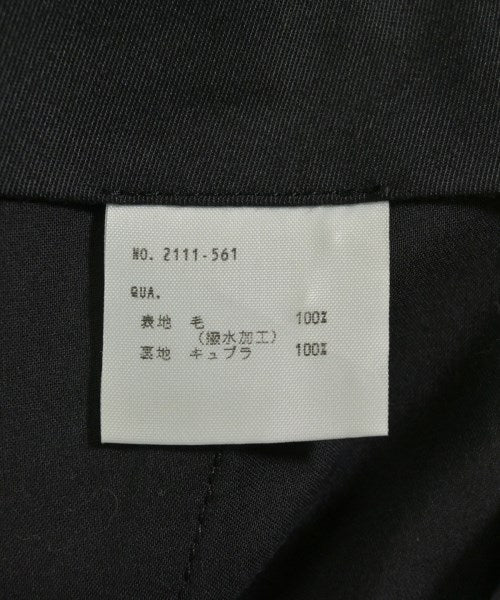 NO. 2111-561
QUA.
表地 毛 100%
(撥水加工)
裏地 キュプラ 100%